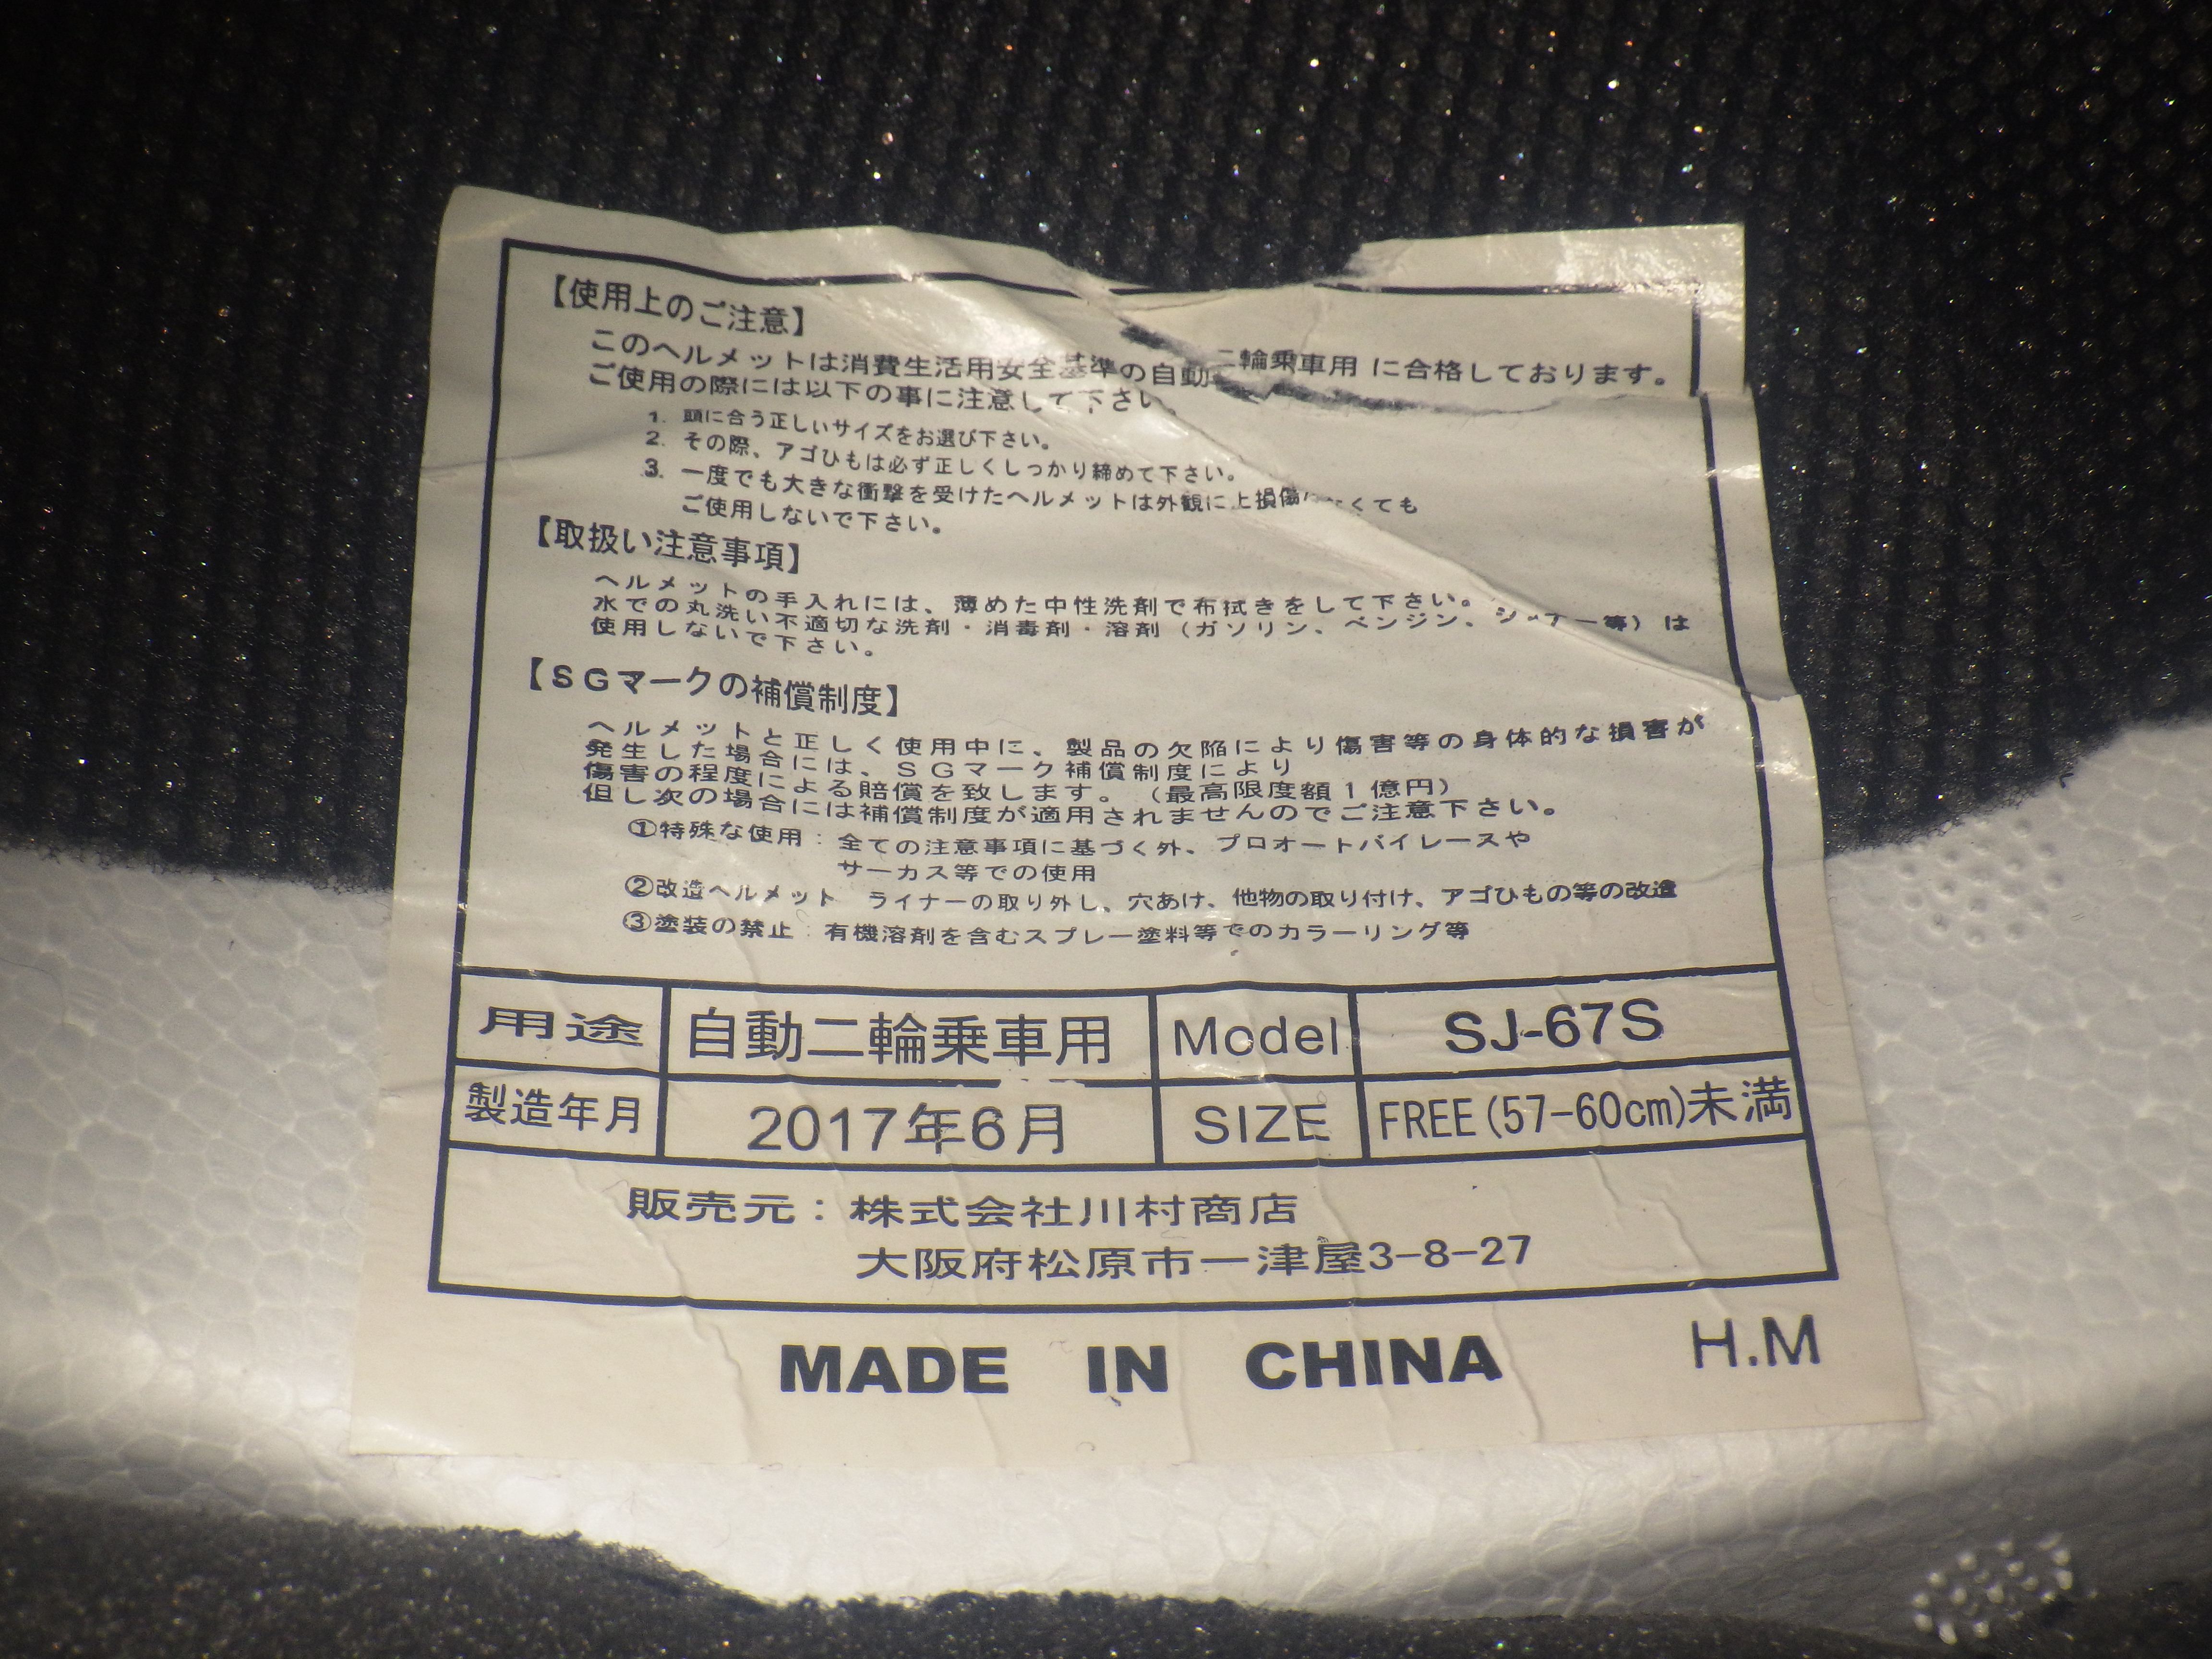 【使用上のご注意】
このヘルメットは消費生活用安全基準の自動二輪乗車用 に合格しております。
ご使用の際には以下の事に注意して下さい。
1. 頭に合う正しいサイズをお選び下さい。
2. その際、アゴひもは必ず正しくしっかり締めて下さい。
3. 一度でも大きな衝撃を受けたヘルメットは外観に上損傷 くても
ご使用しないで下さい。
【取扱い注意事項】
ヘルメットの手入れには、薄めた中性洗剤で布拭きをして下さい。
水での丸洗い不適切な洗剤・消毒剤・溶剤(ガソリン、ベンジン、 等)は
使用しないで下さい。
【SGマークの補償制度】
ヘルメットと正しく使用中に、製品の欠陥により傷害等の身体的な損害が
発生した場合には、SGマーク補償制度により
傷害の程度による賠償を致します。(最高限度額1億円)
但し次の場合には補償制度が適用されませんのでご注意下さい。
①特殊な使用:全ての注意事項に基づく外、プロオートバイレースや
サーカス等での使用
②改造ヘルメット ライナーの取り外し、穴あけ、他物の取り付け、アゴひもの等の改造
③塗装の禁止:有機溶剤を含むスプレー塗料等でのカラーリング等
用途 自動二輪乗車用 Model SJ-67S
製造年月 2017年6月 SIZE FREE(57-60cm)未満
販売元:株式会社川村商店
大阪府松原市一津屋3-8-27
MADE IN CHINA H.M